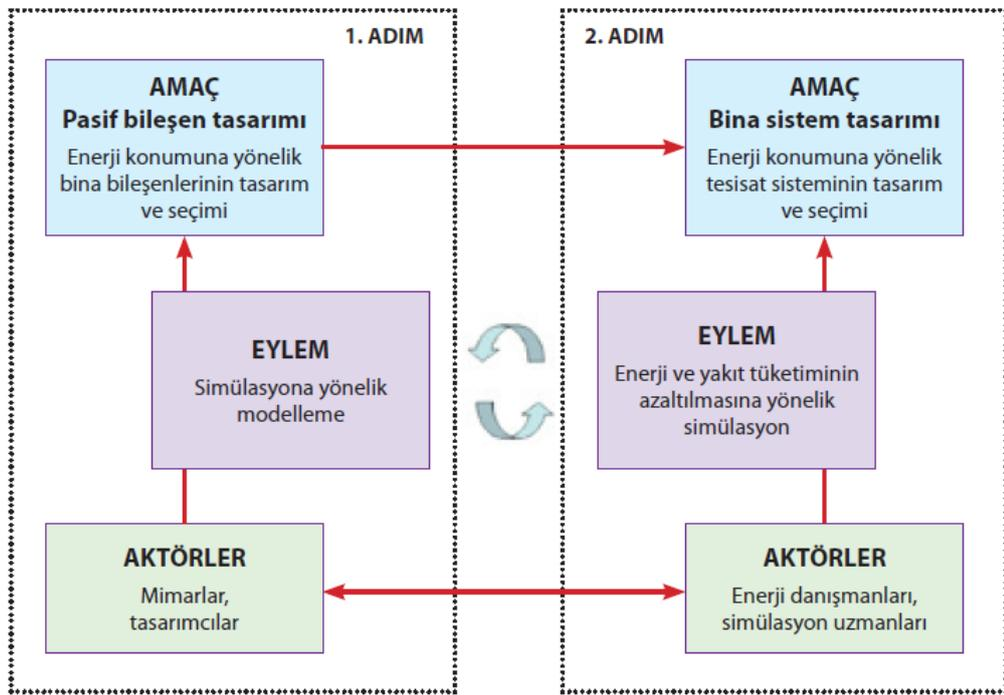 1. ADIM
AMAÇ
Pasif bileşen tasarımı
Enerji konumuna yönelik
bina bileşenlerinin tasarım
ve seçimi
EYLEM
Simülasyona yönelik
modelleme
AKTÖRLER
Mimarlar,
tasarımcılar
2. ADIM
AMAÇ
Bina sistem tasarımı
Enerji konumuna yönelik
tesisat sisteminin tasarım
ve seçimi
EYLEM
Enerji ve yakıt tüketiminin
azaltılmasına yönelik
simülasyon
AKTÖRLER
Enerji danışmanları,
simülasyon uzmanları